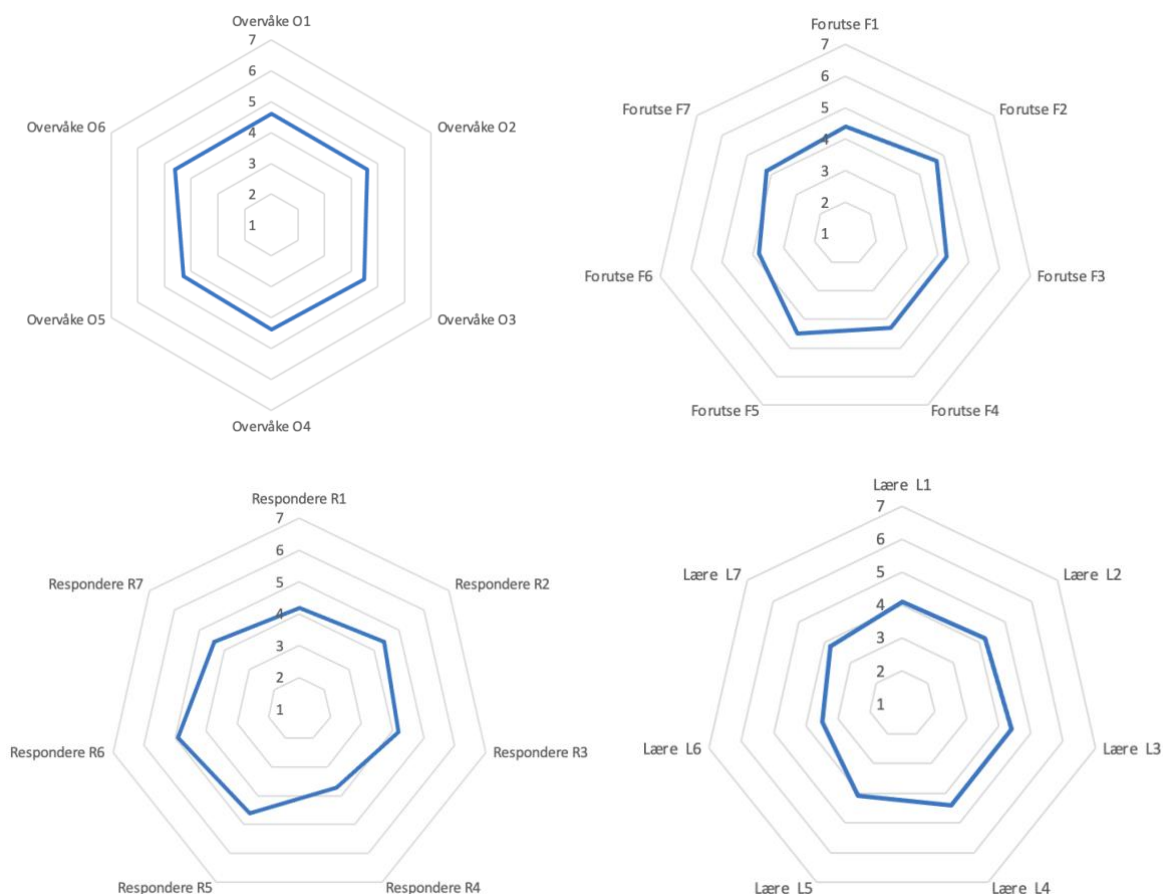 Overvåke O1
7
6
5
4
3
2
1
Overvåke O2
Overvåke O3
Overvåke O4
Overvåke O5
Overvåke O6
Forutse F1
7
6
5
4
3
2
1
Forutse F2
Forutse F3
Forutse F4
Forutse F5
Forutse F6
Forutse F7
Respondere R1
7
6
5
4
3
2
1
Respondere R2
Respondere R3
Respondere R4
Respondere R5
Respondere R6
Respondere R7
Lære L1
7
6
5
4
3
2
1
Lære L2
Lære L3
Lære L4
Lære L5
Lære L6
Lære L7